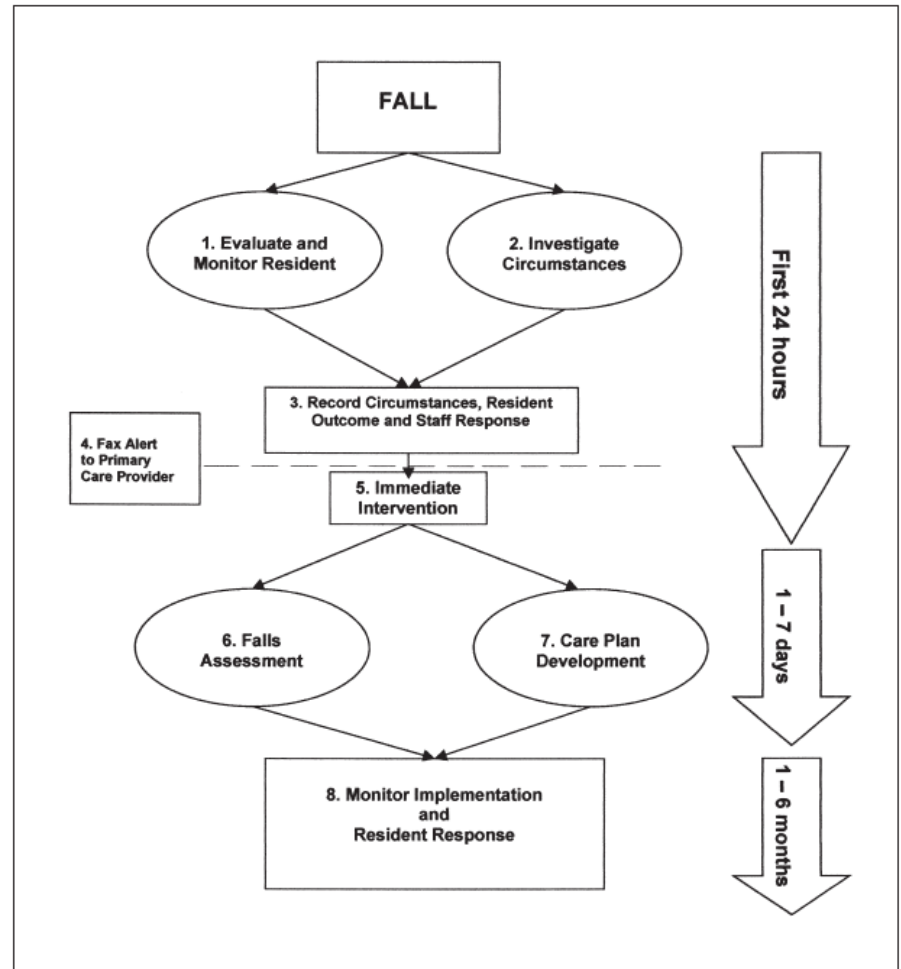 FALL
1. Evaluate and
Monitor Resident
2. Investigate
Circumstances
First 24 hours
3. Record Circumstances, Resident
Outcome and Staff Response
4. Fax Alert
to Primary
Care Provider
5. Immediate
Intervention
6. Falls
Assessment
7. Care Plan
Development
1 – 7 days
8. Monitor Implementation
and
Resident Response
1 – 6 months